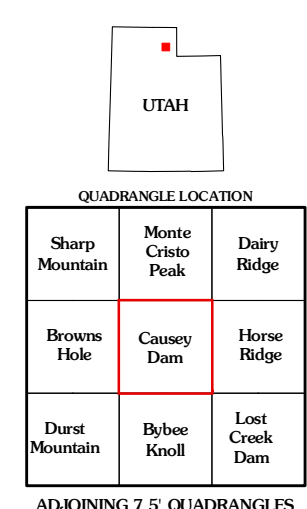 UTAH
QUADRANGLE LOCATION
Sharp
Mountain
Monte
Cristo
Peak
Dairy
Ridge
Browns
Hole
Causey
Dam
Horse
Ridge
Durst
Mountain
Bybee
Knoll
Lost
Creek
Dam
ADJOINING 7.5' QUADRANGLES